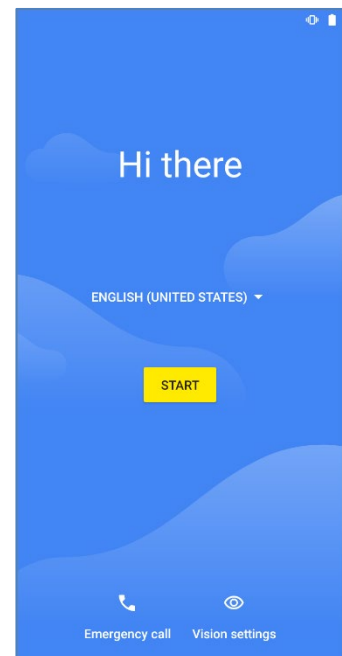 Hi there
ENGLISH (UNITED STATES)
START
Emergency call Vision settings